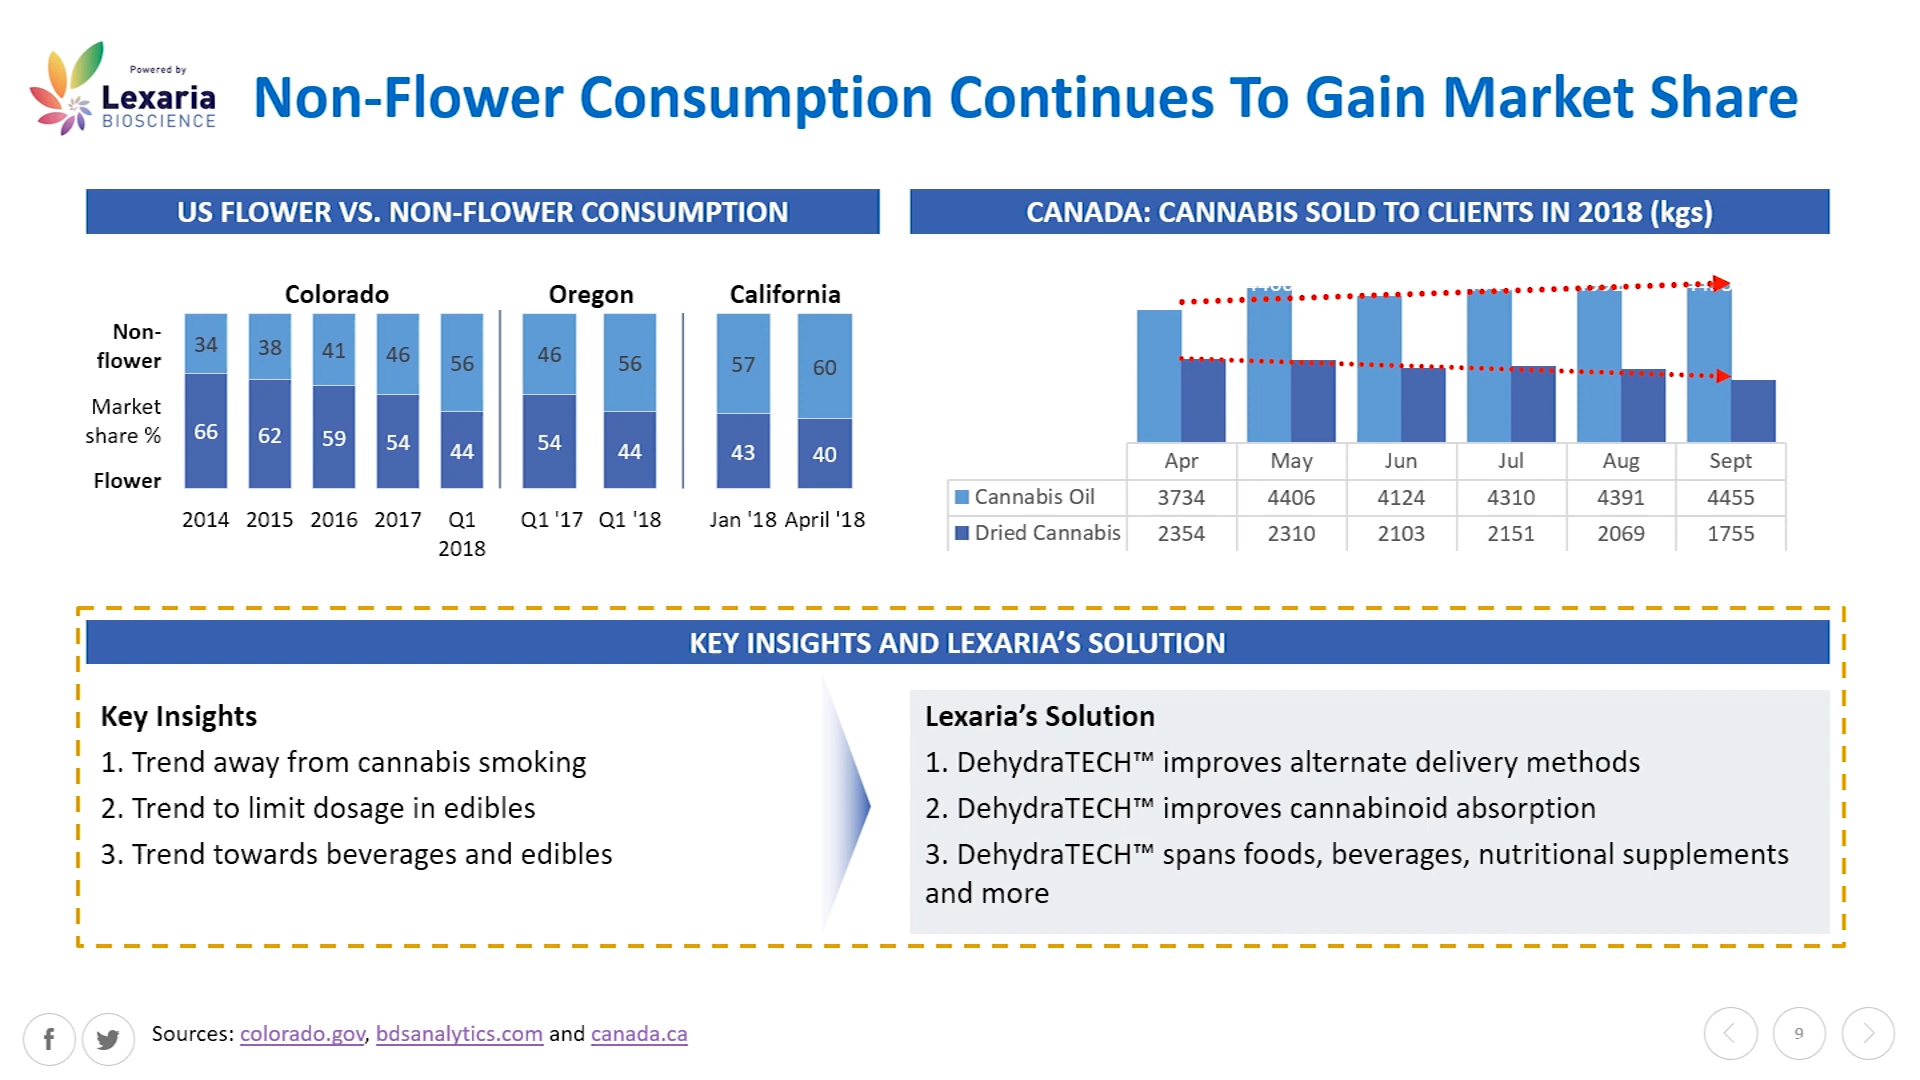 Powered by
Lexaria
BIOSCIENCE
Non-Flower Consumption Continues To Gain Market Share
US FLOWER VS. NON-FLOWER CONSUMPTION
Colorado Oregon California
Non-
flower
Market
share %
Flower
34 38 41 46 56 46 56 57 60
66 62 59 54 44 54 44 43 40
2014 2015 2016 2017 Q1 Q1 '17 Q1 '18 Jan '18 April '18
2018
CANADA: CANNABIS SOLD TO CLIENTS IN 2018 (kgs)
Apr May Jun Jul Aug Sept
Cannabis Oil 3734 4406 4124 4310 4391 4455
Dried Cannabis 2354 2310 2103 2151 2069 1755
KEY INSIGHTS AND LEXARIA’S SOLUTION
Key Insights
1. Trend away from cannabis smoking
2. Trend to limit dosage in edibles
3. Trend towards beverages and edibles
Lexaria’s Solution
1. DehydraTECH™ improves alternate delivery methods
2. DehydraTECH™ improves cannabinoid absorption
3. DehydraTECH™ spans foods, beverages, nutritional supplements
and more
Sources: colorado.gov, bdsanalytics.com and canada.ca
9